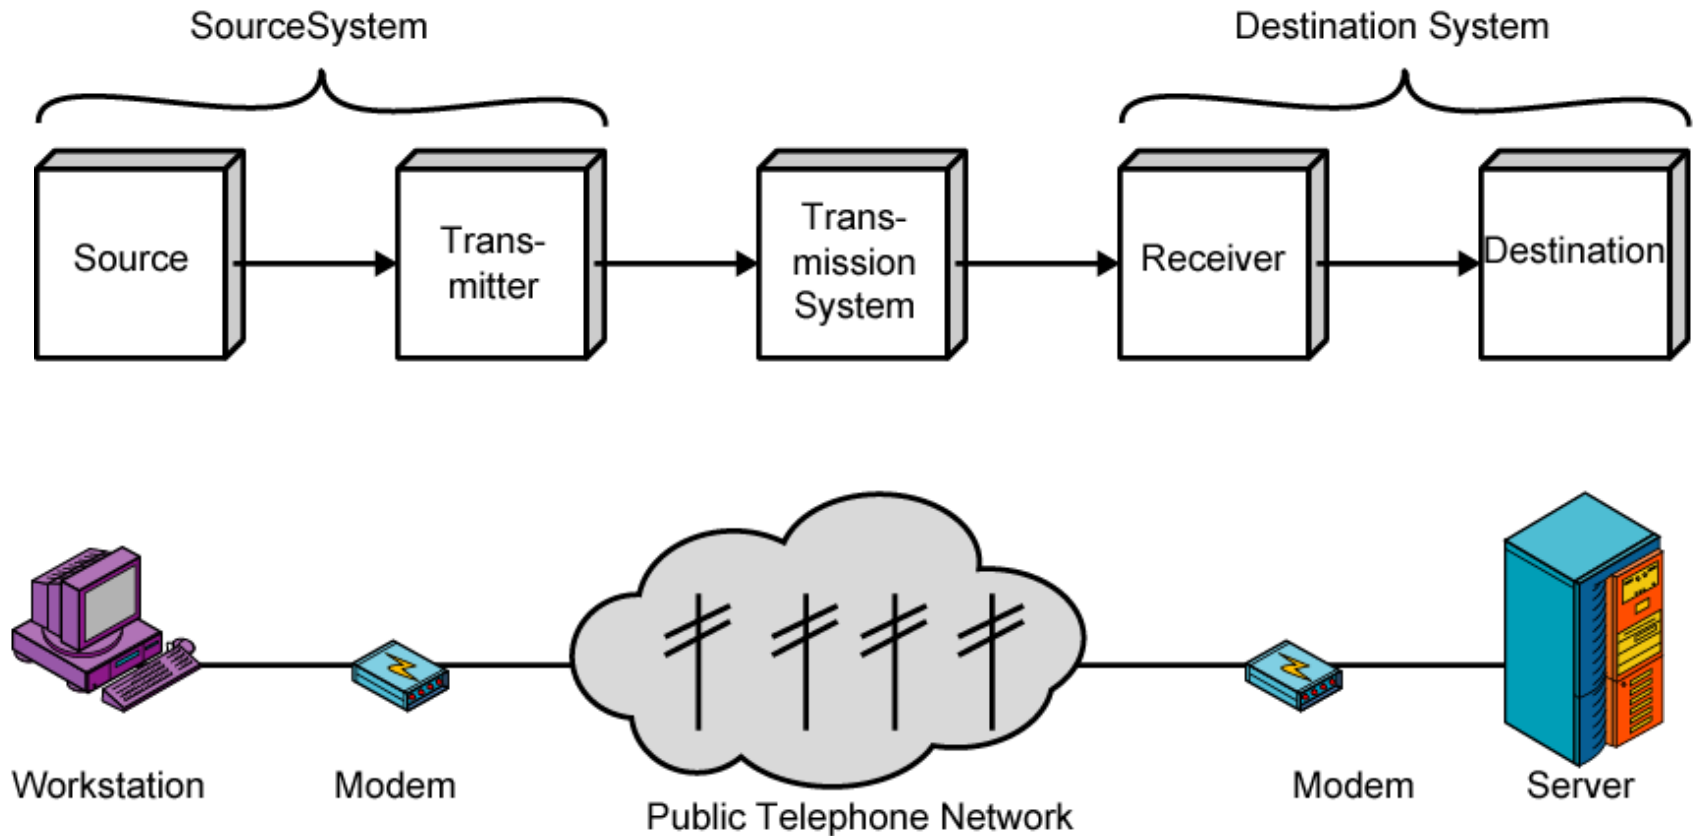 SourceSystem
Destination System
Source
Trans-
mitter
Trans-
mission
System
Receiver
Destination
Workstation
Modem
Public Telephone Network
Modem
Server